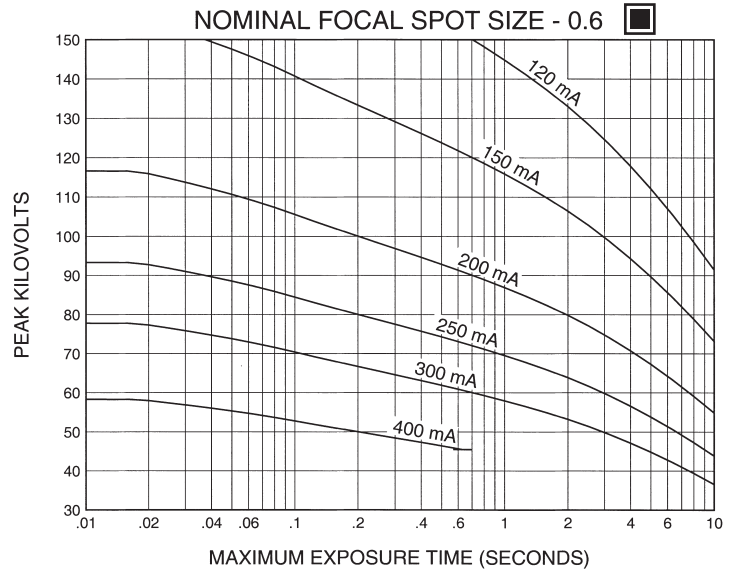 NOMINAL FOCAL SPOT SIZE - 0.6
150
140
130
120
110
100
90
80
70
60
50
40
30
PEAK KILOVOLTS
120 mA
150 mA
200 mA
250 mA
300 mA
400 mA
.01 .02 .04 .06 .1 .2 .4 .6 1 2 4 6 10
MAXIMUM EXPOSURE TIME (SECONDS)